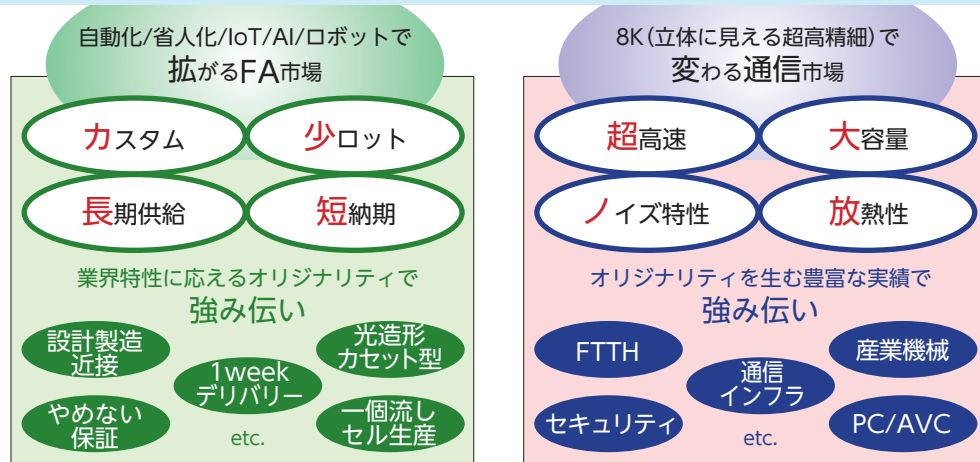 自動化/省人化/IoT/AI/ロボットで
拡がるFA市場
カスタム
少ロット
長期供給
短納期
業界特性に応えるオリジナリティで
強み伝い
設計製造
近接
1week
デリバリー
光造形
カセット型
やめない
保証
etc.
一個流し
セル生産
8K(立体に見える超高精細)で
変わる通信市場
超高速
大容量
ノイズ特性
放熱性
オリジナリティを生む豊富な実績で
強み伝い
FTTH
通信
インフラ
産業機械
セキュリティ
etc.
PC/AVC